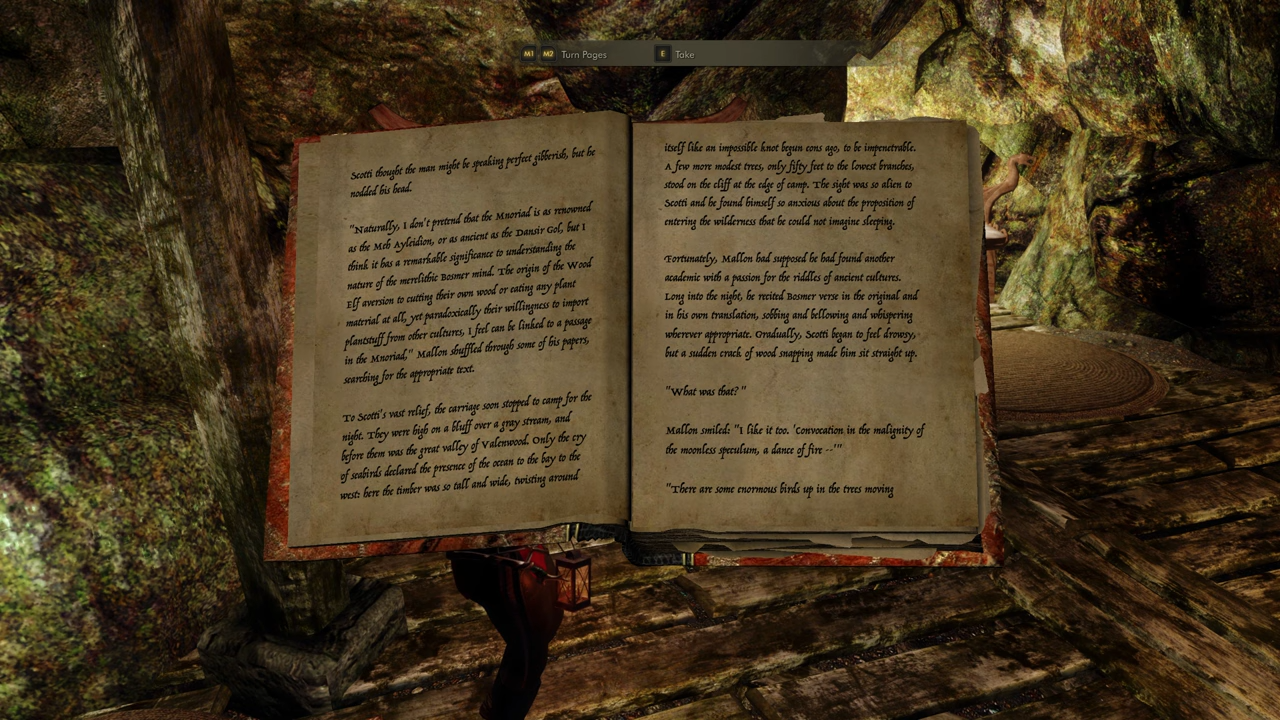 M1 M2 Turn Pages E Take
Scotti thought the man might be speaking perfect gibberish, but he
nodded his head.
"Naturally, I don't pretend that the Mnoriad is as renowned
as the Meh Ayleidion, or as ancient as the Dansir Gol, but I
think it has a remarkable significance to understanding the
nature of the merelithic Bosmer mind. The origin of the Wood
Elf aversion to cutting their own wood or eating any plant
material at all, yet paradoxically their willingness to import
plantstuff from other cultures, I feel can be linked to a passage
in the Mnoriad," Mallon shuffled through some of his papers,
searching for the appropriate text.
To Scotti's vast relief, the carriage soon stopped to camp for the
night. They were high on a bluff over a gray stream, and
before them was the great valley of Valenwood. Only the cry
of seabirds declared the presence of the ocean to the bay to the
west: here the timber was so tall and wide, twisting around
itself like an impossible knot begun eons ago, to be impenetrable.
A few more modest trees, only fifty feet to the lowest branches,
stood on the cliff at the edge of camp. The sight was so alien to
Scotti and he found himself so anxious about the proposition of
entering the wilderness that he could not imagine sleeping.
Fortunately, Mallon had supposed he had found another
academic with a passion for the riddles of ancient cultures.
Long into the night, he recited Bosmer verse in the original and
in his own translation, sobbing and bellowing and whispering
wherever appropriate. Gradually, Scotti began to feel drowsy,
but a sudden crack of wood snapping made him sit straight up.
"What was that?"
Mallon smiled: "I like it too. 'Convocation in the malignity of
the moonless speculum, a dance of fire --'"
"There are some enormous birds up in the trees moving